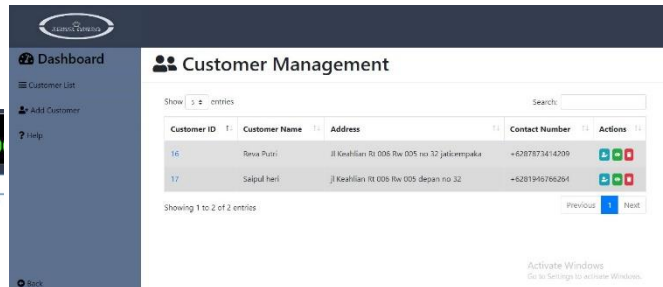 Dashboard
Customer List
Add Customer
? Help
Back
Customer Management
Show 5 entries
Search:
Customer ID Customer Name Address Contact Number Actions
16 Reva Putri Jl Keahlian Rt 006 Rw 005 no 32 jaticempaka +6287873414209
17 Saipul heri jl Keahlian Rt 006 Rw 005 depan no 32 +6281946766264
Showing 1 to 2 of 2 entries
Previous 1 Next
Activate Windows
Go to Settings to activate Windows.